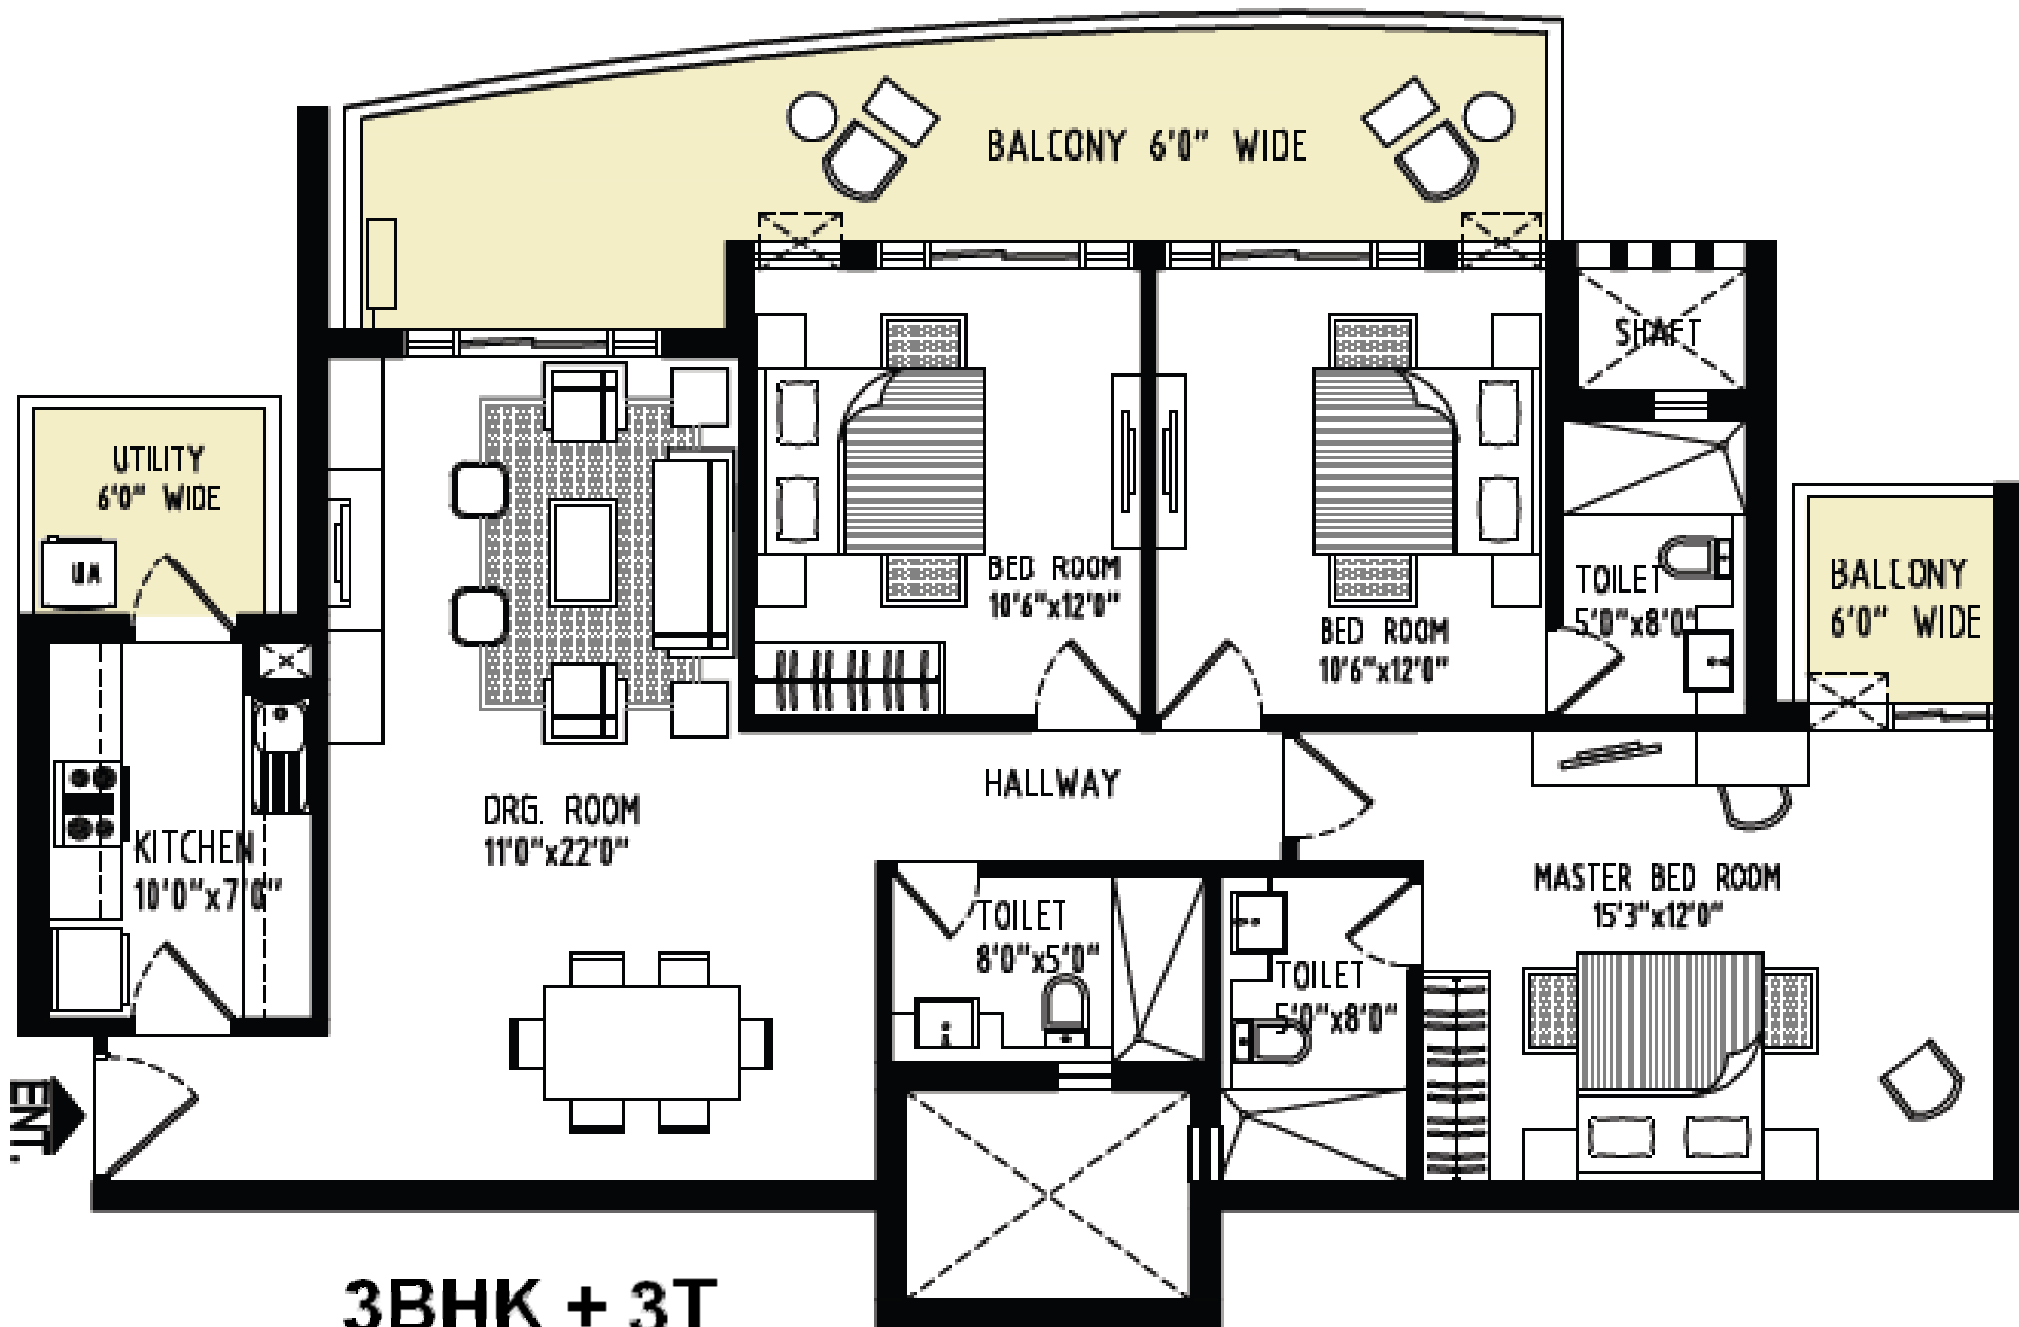 BALCONY 6'0" WIDE
SHAFT
UTILITY
6'0" WIDE
BED ROOM
10'6"x12'0"
BED ROOM
10'6"x12'0"
TOILET
5'0"x8'0"
BALCONY
6'0" WIDE
HALLWAY
DRG. ROOM
11'0"x22'0"
KITCHEN
10'0"x7'0"
MASTER BED ROOM
15'3"x12'0"
TOILET
8'0"x5'0"
TOILET
5'0"x8'0"
ENT.
3BHK + 3T